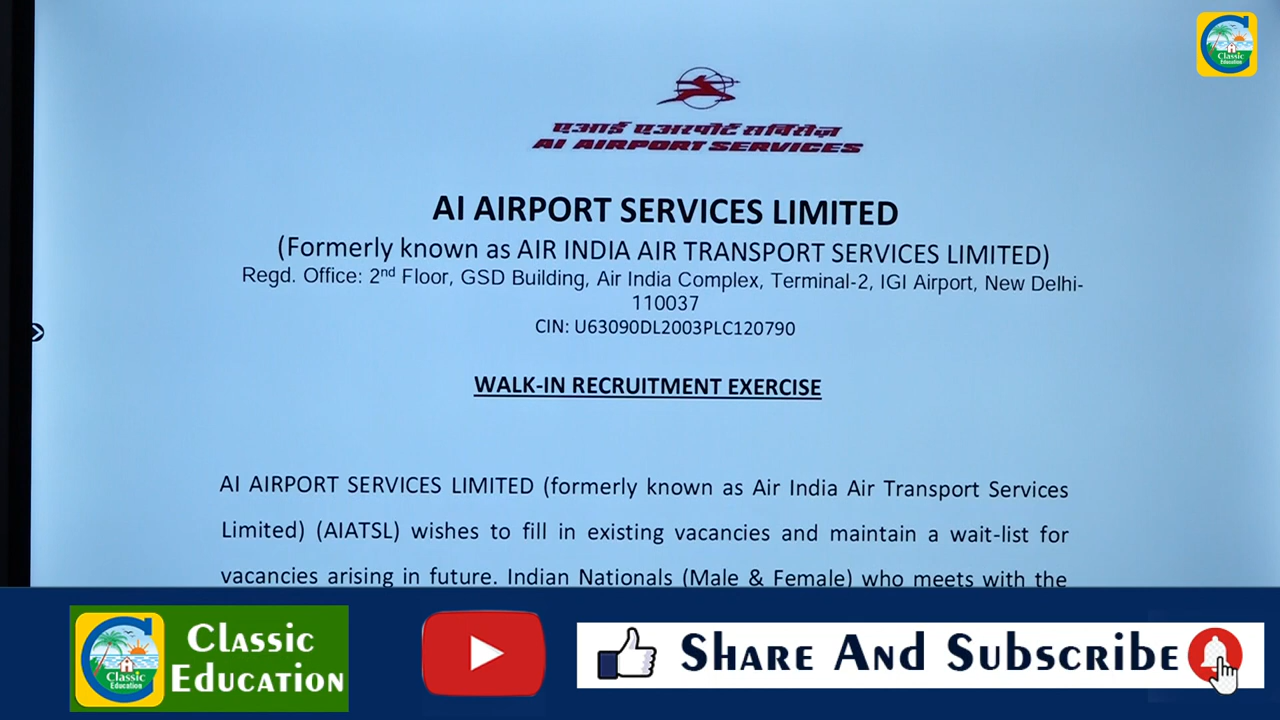 Classic
Education
एआई एअरपोर्ट सर्विसेज़
AI AIRPORT SERVICES
AI AIRPORT SERVICES LIMITED
(Formerly known as AIR INDIA AIR TRANSPORT SERVICES LIMITED)
Regd. Office: 2nd Floor, GSD Building, Air India Complex, Terminal-2, IGI Airport, New Delhi-
110037
CIN: U63090DL2003PLC120790
WALK-IN RECRUITMENT EXERCISE
AI AIRPORT SERVICES LIMITED (formerly known as Air India Air Transport Services
Limited) (AIATSL) wishes to fill in existing vacancies and maintain a wait-list for
vacancies arising in future. Indian Nationals (Male & Female) who meets with the
Classic
Education
Classic
Education
Share And Subscribe